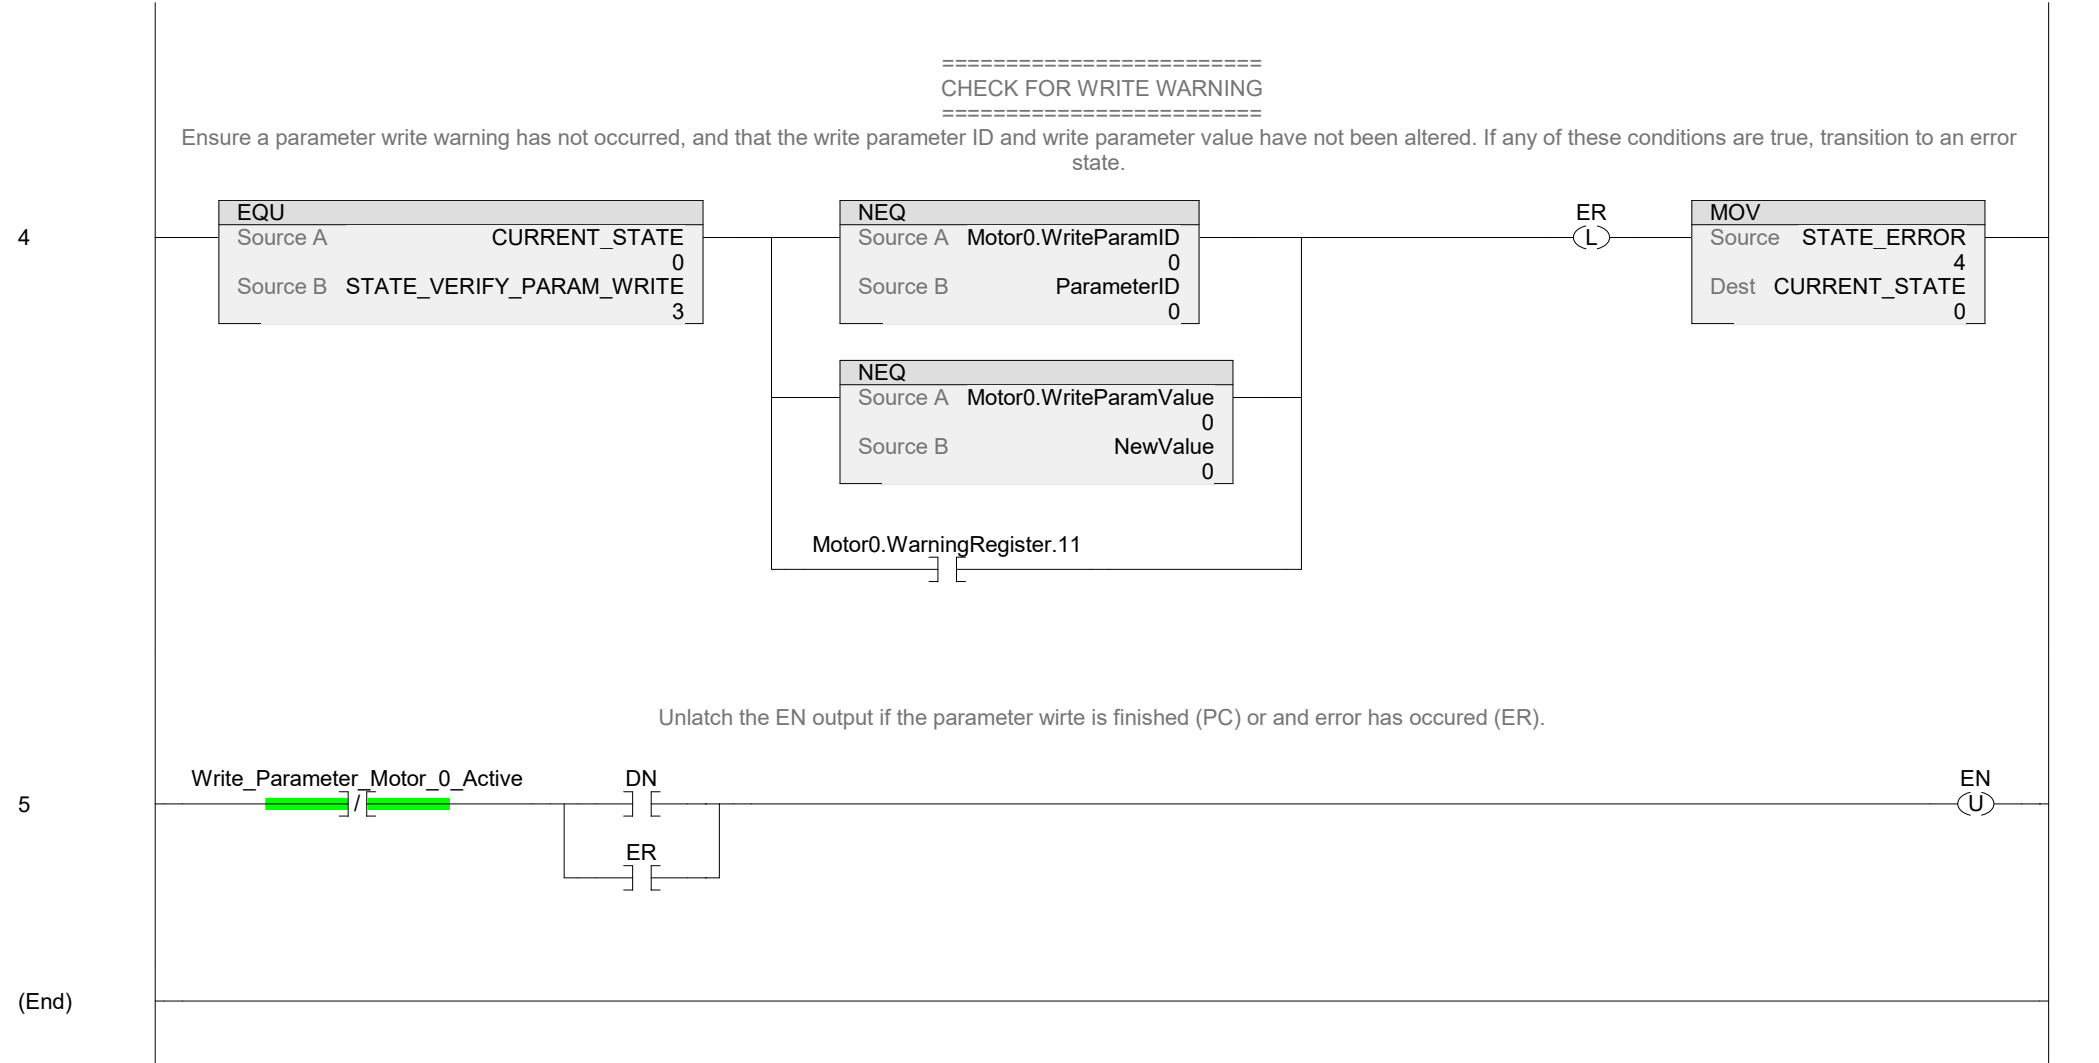 =========================
CHECK FOR WRITE WARNING
=========================
Ensure a parameter write warning has not occurred, and that the write parameter ID and write parameter value have not been altered. If any of these conditions are true, transition to an error
state.
4
EQU
Source A CURRENT_STATE
0
Source B STATE_VERIFY_PARAM_WRITE
3
NEQ
Source A Motor0.WriteParamID
0
Source B ParameterID
0
ER
L
MOV
Source STATE_ERROR
4
Dest CURRENT_STATE
0
NEQ
Source A Motor0.WriteParamValue
0
Source B NewValue
0
Motor0.WarningRegister.11
Unlatch the EN output if the parameter wirte is finished (PC) or and error has occured (ER).
5
Write_Parameter_Motor_0_Active
/
DN
ER
EN
U
(End)